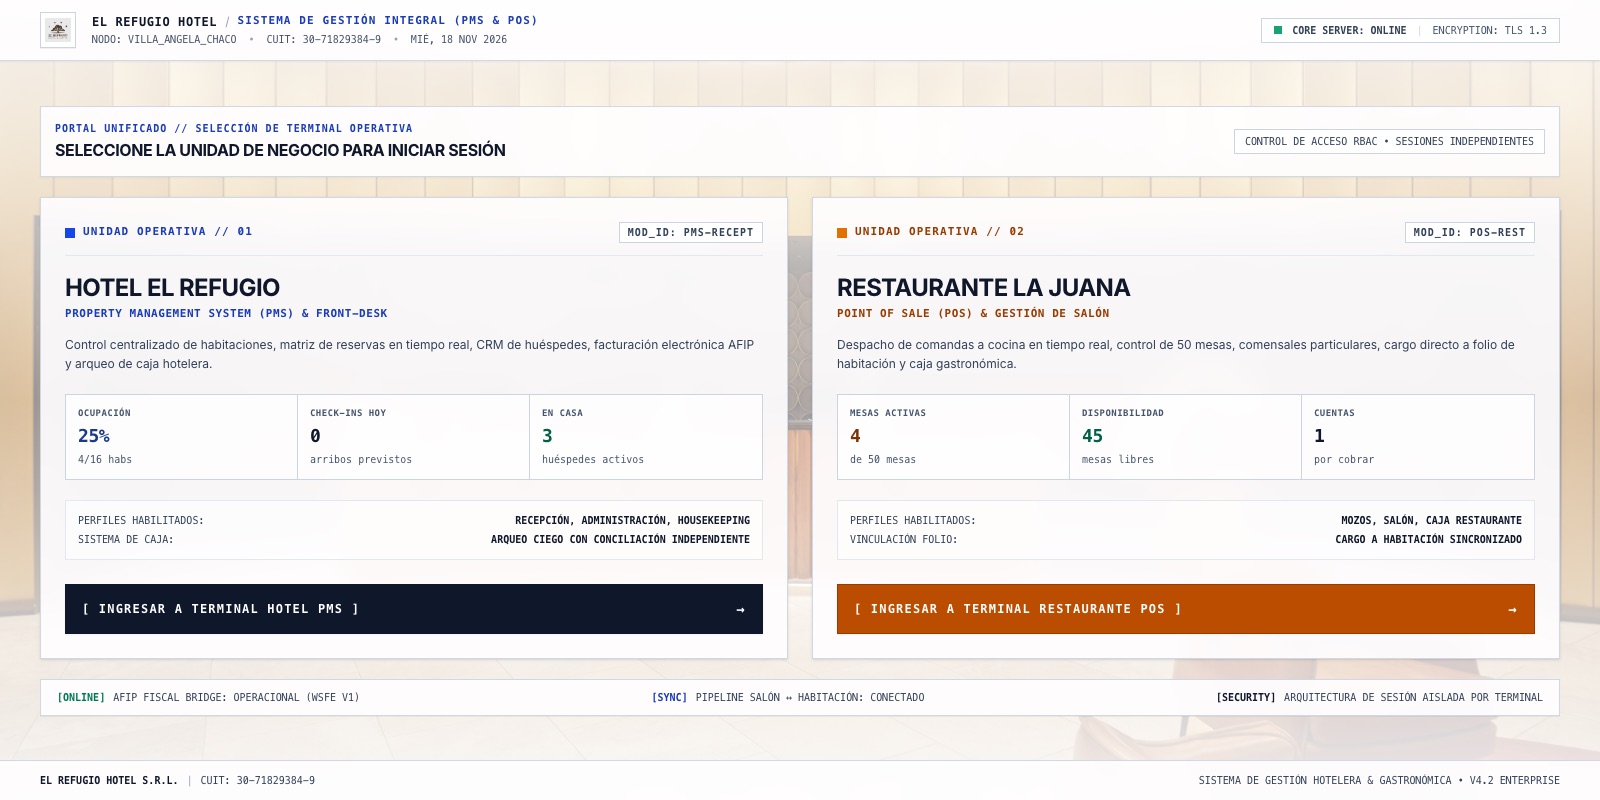 EL REFUGIO HOTEL / SISTEMA DE GESTIÓN INTEGRAL (PMS & POS)
NODO: VILLA_ANGELA_CHACO • CUIT: 30-71829384-9 • MIÉ, 18 NOV 2026
CORE SERVER: ONLINE | ENCRYPTION: TLS 1.3
PORTAL UNIFICADO // SELECCIÓN DE TERMINAL OPERATIVA
SELECCIONE LA UNIDAD DE NEGOCIO PARA INICIAR SESIÓN
CONTROL DE ACCESO RBAC • SESIONES INDEPENDIENTES
UNIDAD OPERATIVA // 01
MOD_ID: PMS-RECEPT
HOTEL EL REFUGIO
PROPERTY MANAGEMENT SYSTEM (PMS) & FRONT-DESK
Control centralizado de habitaciones, matriz de reservas en tiempo real, CRM de huéspedes, facturación electrónica AFIP
y arqueo de caja hotelera.
OCUPACIÓN
25%
4/16 habs
CHECK-INS HOY
0
arribos previstos
EN CASA
3
huéspedes activos
PERFILES HABILITADOS: RECEPCIÓN, ADMINISTRACIÓN, HOUSEKEEPING
SISTEMA DE CAJA: ARQUEO CIEGO CON CONCILIACIÓN INDEPENDIENTE
[ INGRESAR A TERMINAL HOTEL PMS ] →
UNIDAD OPERATIVA // 02
MOD_ID: POS-REST
RESTAURANTE LA JUANA
POINT OF SALE (POS) & GESTIÓN DE SALÓN
Despacho de comandas a cocina en tiempo real, control de 50 mesas, comensales particulares, cargo directo a folio de
habitación y caja gastronómica.
MESAS ACTIVAS
4
de 50 mesas
DISPONIBILIDAD
45
mesas libres
CUENTAS
1
por cobrar
PERFILES HABILITADOS: MOZOS, SALÓN, CAJA RESTAURANTE
VINCULACIÓN FOLIO: CARGO A HABITACIÓN SINCRONIZADO
[ INGRESAR A TERMINAL RESTAURANTE POS ] →
[ONLINE] AFIP FISCAL BRIDGE: OPERACIONAL (WSFE V1)
[SYNC] PIPELINE SALÓN ↔ HABITACIÓN: CONECTADO
[SECURITY] ARQUITECTURA DE SESIÓN AISLADA POR TERMINAL
EL REFUGIO HOTEL S.R.L. | CUIT: 30-71829384-9
SISTEMA DE GESTIÓN HOTELERA & GASTRONÓMICA • V4.2 ENTERPRISE